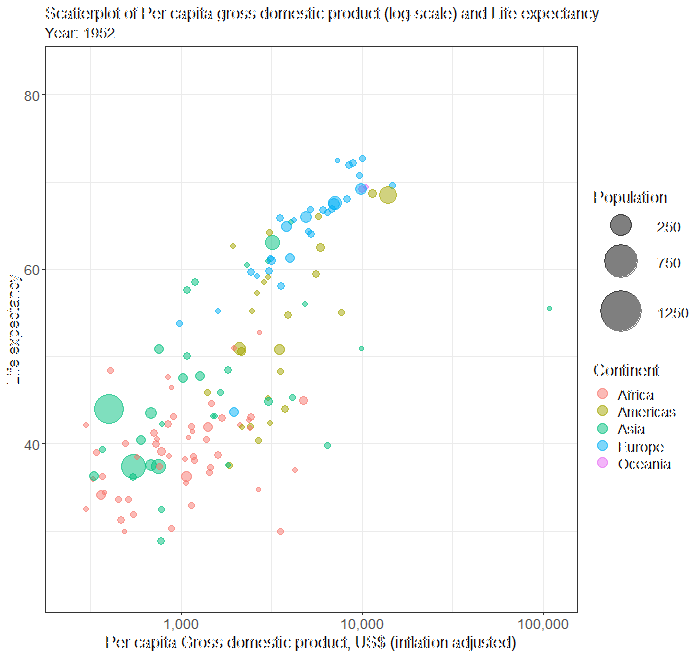 Scatterplot of Per capita gross domestic product (log scale) and Life expectancy
Year: 1952
Life expectancy
80
60
40
1,000
10,000
100,000
Per capita Gross domestic product, US$ (inflation adjusted)
Population
250
750
1250
Continent
Africa
Americas
Asia
Europe
Oceania